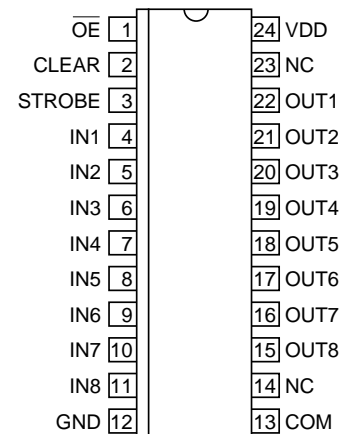 OE 1 24 VDD
CLEAR 2 23 NC
STROBE 3 22 OUT1
IN1 4 21 OUT2
IN2 5 20 OUT3
IN3 6 19 OUT4
IN4 7 18 OUT5
IN5 8 17 OUT6
IN6 9 16 OUT7
IN7 10 15 OUT8
IN8 11 14 NC
GND 12 13 COM